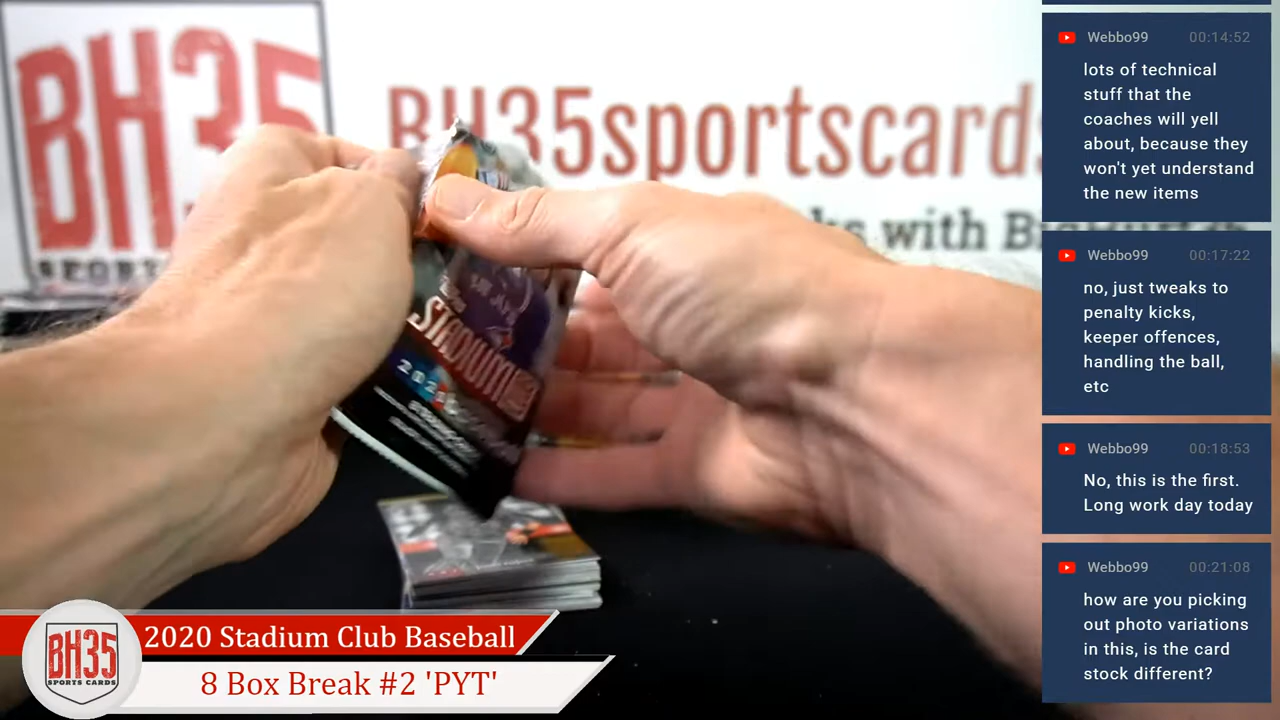 BH35
SPORTS
BH35sportscards
with
STADIUM
Webbo99 00:14:52
lots of technical
stuff that the
coaches will yell
about, because they
won't yet understand
the new items
Webbo99 00:17:22
no, just tweaks to
penalty kicks,
keeper offences,
handling the ball,
etc
Webbo99 00:18:53
No, this is the first.
Long work day today
Webbo99 00:21:08
how are you picking
out photo variations
in this, is the card
stock different?
BH35
SPORTS CARDS
2020 Stadium Club Baseball
8 Box Break #2 'PYT'